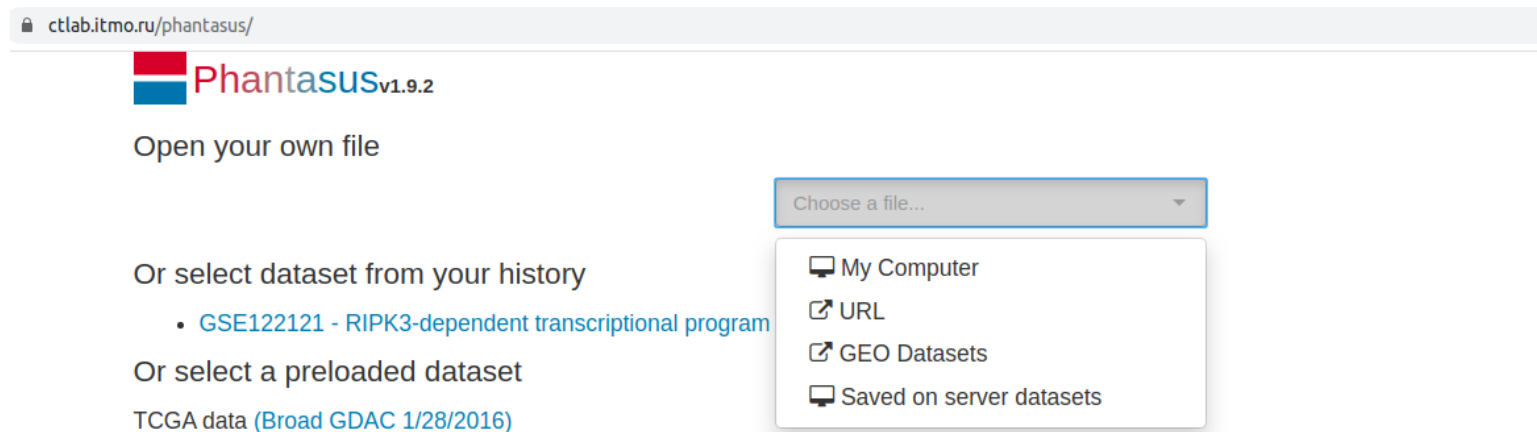 ctlab.itmo.ru/phantasus/
Phantasus v1.9.2
Open your own file
Choose a file...
My Computer
URL
GEO Datasets
Saved on server datasets
Or select dataset from your history
GSE122121 - RIPK3-dependent transcriptional program
Or select a preloaded dataset
TCGA data (Broad GDAC 1/28/2016)